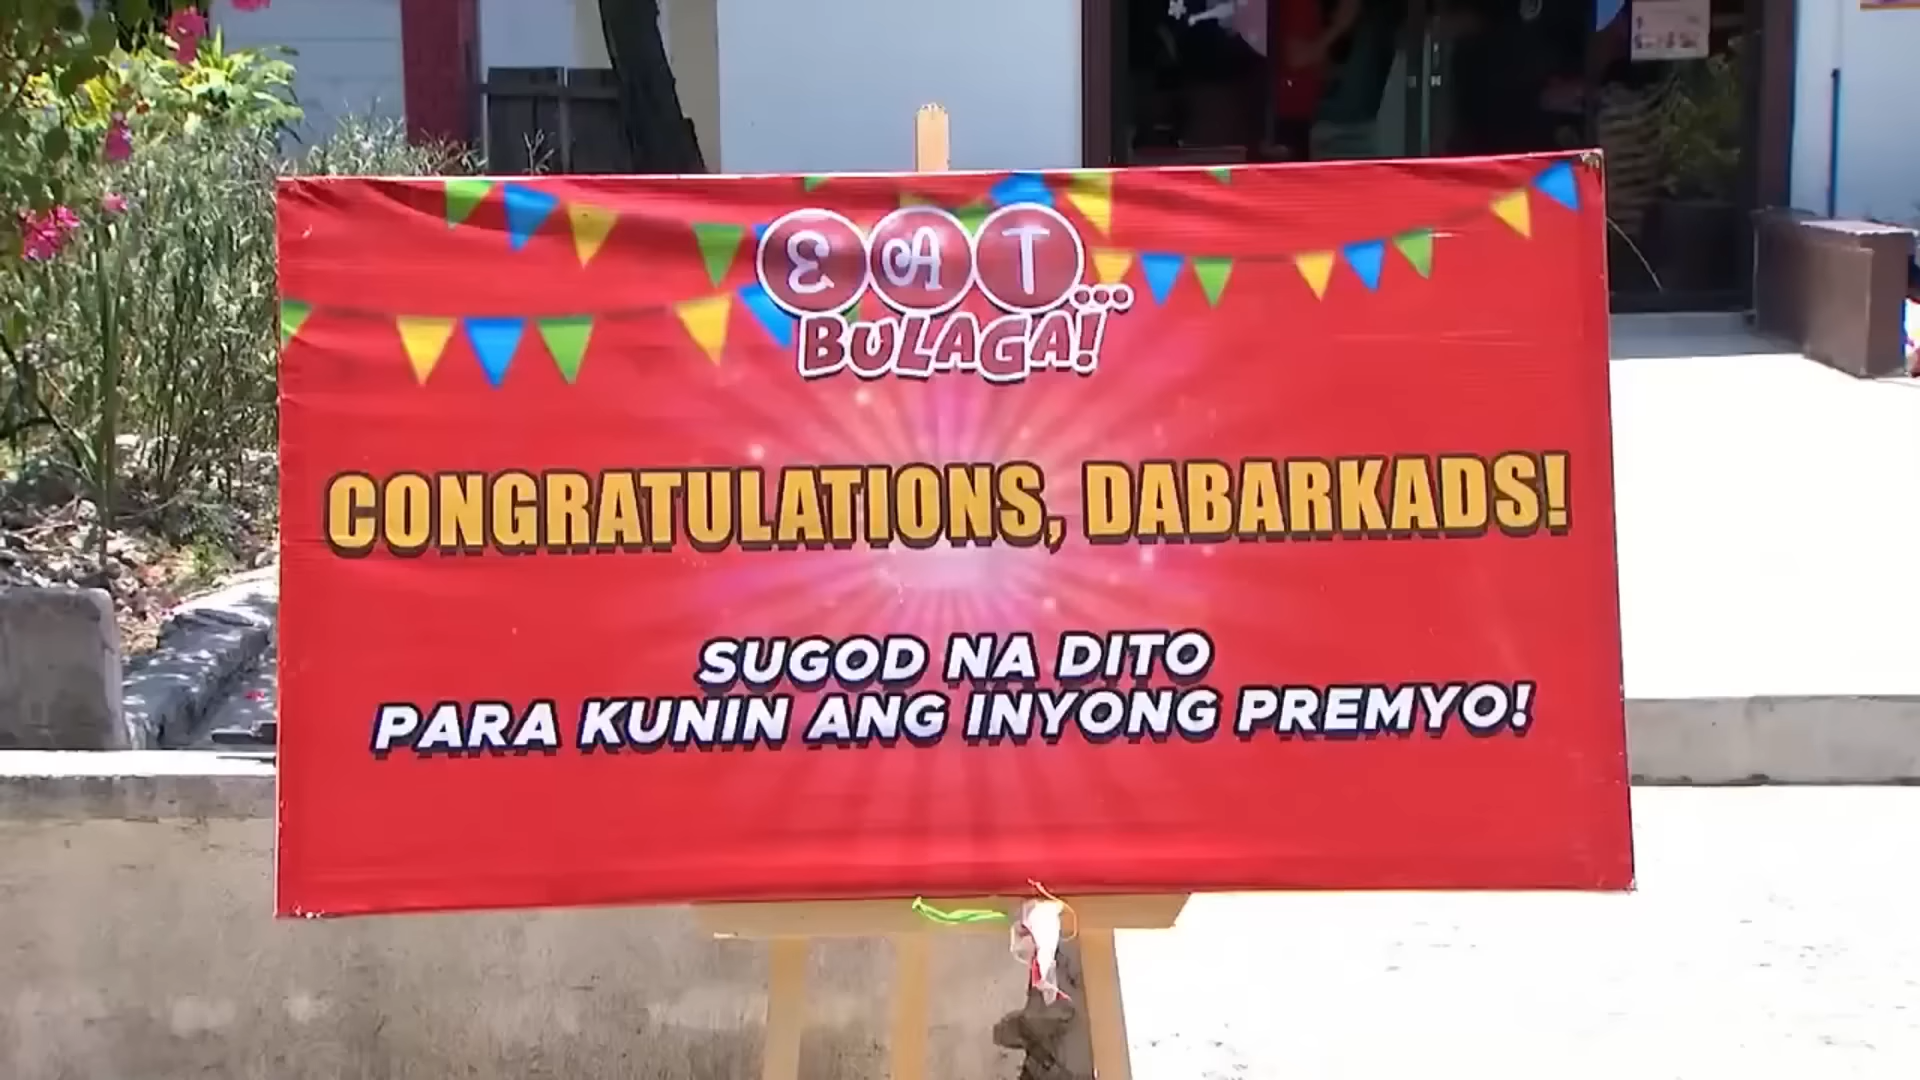 EAT...
BULAGA!
CONGRATULATIONS, DABARKADS!
SUGOD NA DITO
PARA KUNIN ANG INYONG PREMYO!